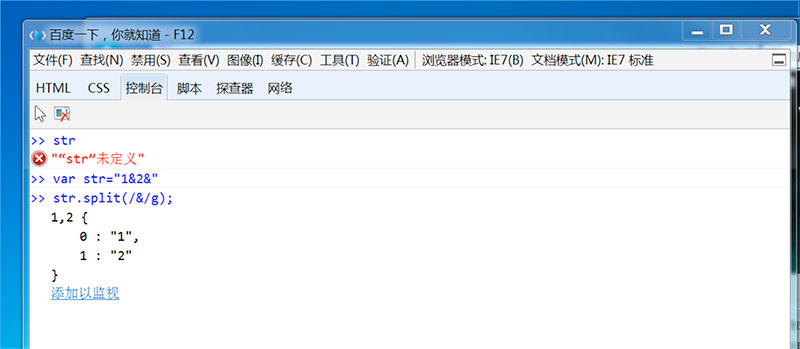 百度一下，你就知道 - F12
文件(F) 查找(N) 禁用(S) 查看(V) 图像(I) 缓存(C) 工具(T) 验证(A) 浏览器模式: IE7(B) 文档模式(M): IE7 标准
HTML CSS 控制台 脚本 探查器 网络
>> str
"“str”未定义"
>> var str="1&2&"
>> str.split(/&/g);
1,2 {
0 : "1",
1 : "2"
}
添加以监视